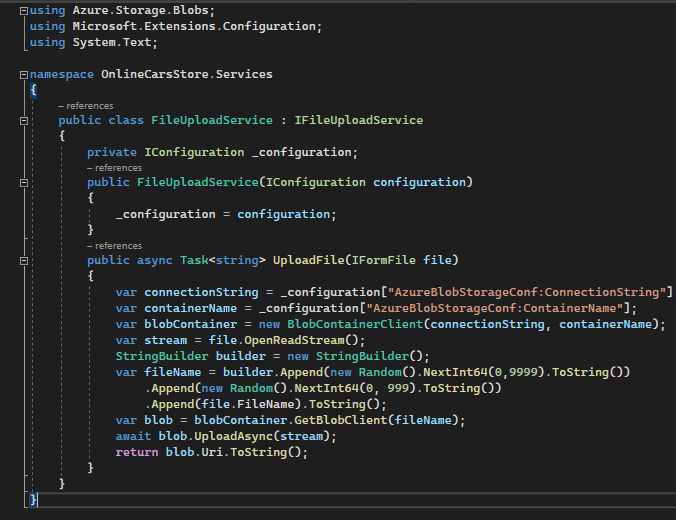 using Azure.Storage.Blobs;
using Microsoft.Extensions.Configuration;
using System.Text;
namespace OnlineCarsStore.Services
{
– references
public class FileUploadService : IFileUploadService
{
private IConfiguration _configuration;
– references
public FileUploadService(IConfiguration configuration)
{
_configuration = configuration;
}
– references
public async Task<string> UploadFile(IFormFile file)
{
var connectionString = _configuration["AzureBlobStorageConf:ConnectionString"]
var containerName = _configuration["AzureBlobStorageConf:ContainerName"];
var blobContainer = new BlobContainerClient(connectionString, containerName);
var stream = file.OpenReadStream();
StringBuilder builder = new StringBuilder();
var fileName = builder.Append(new Random().NextInt64(0,9999).ToString())
.Append(new Random().NextInt64(0, 999).ToString())
.Append(file.FileName).ToString();
var blob = blobContainer.GetBlobClient(fileName);
await blob.UploadAsync(stream);
return blob.Uri.ToString();
}
}
}